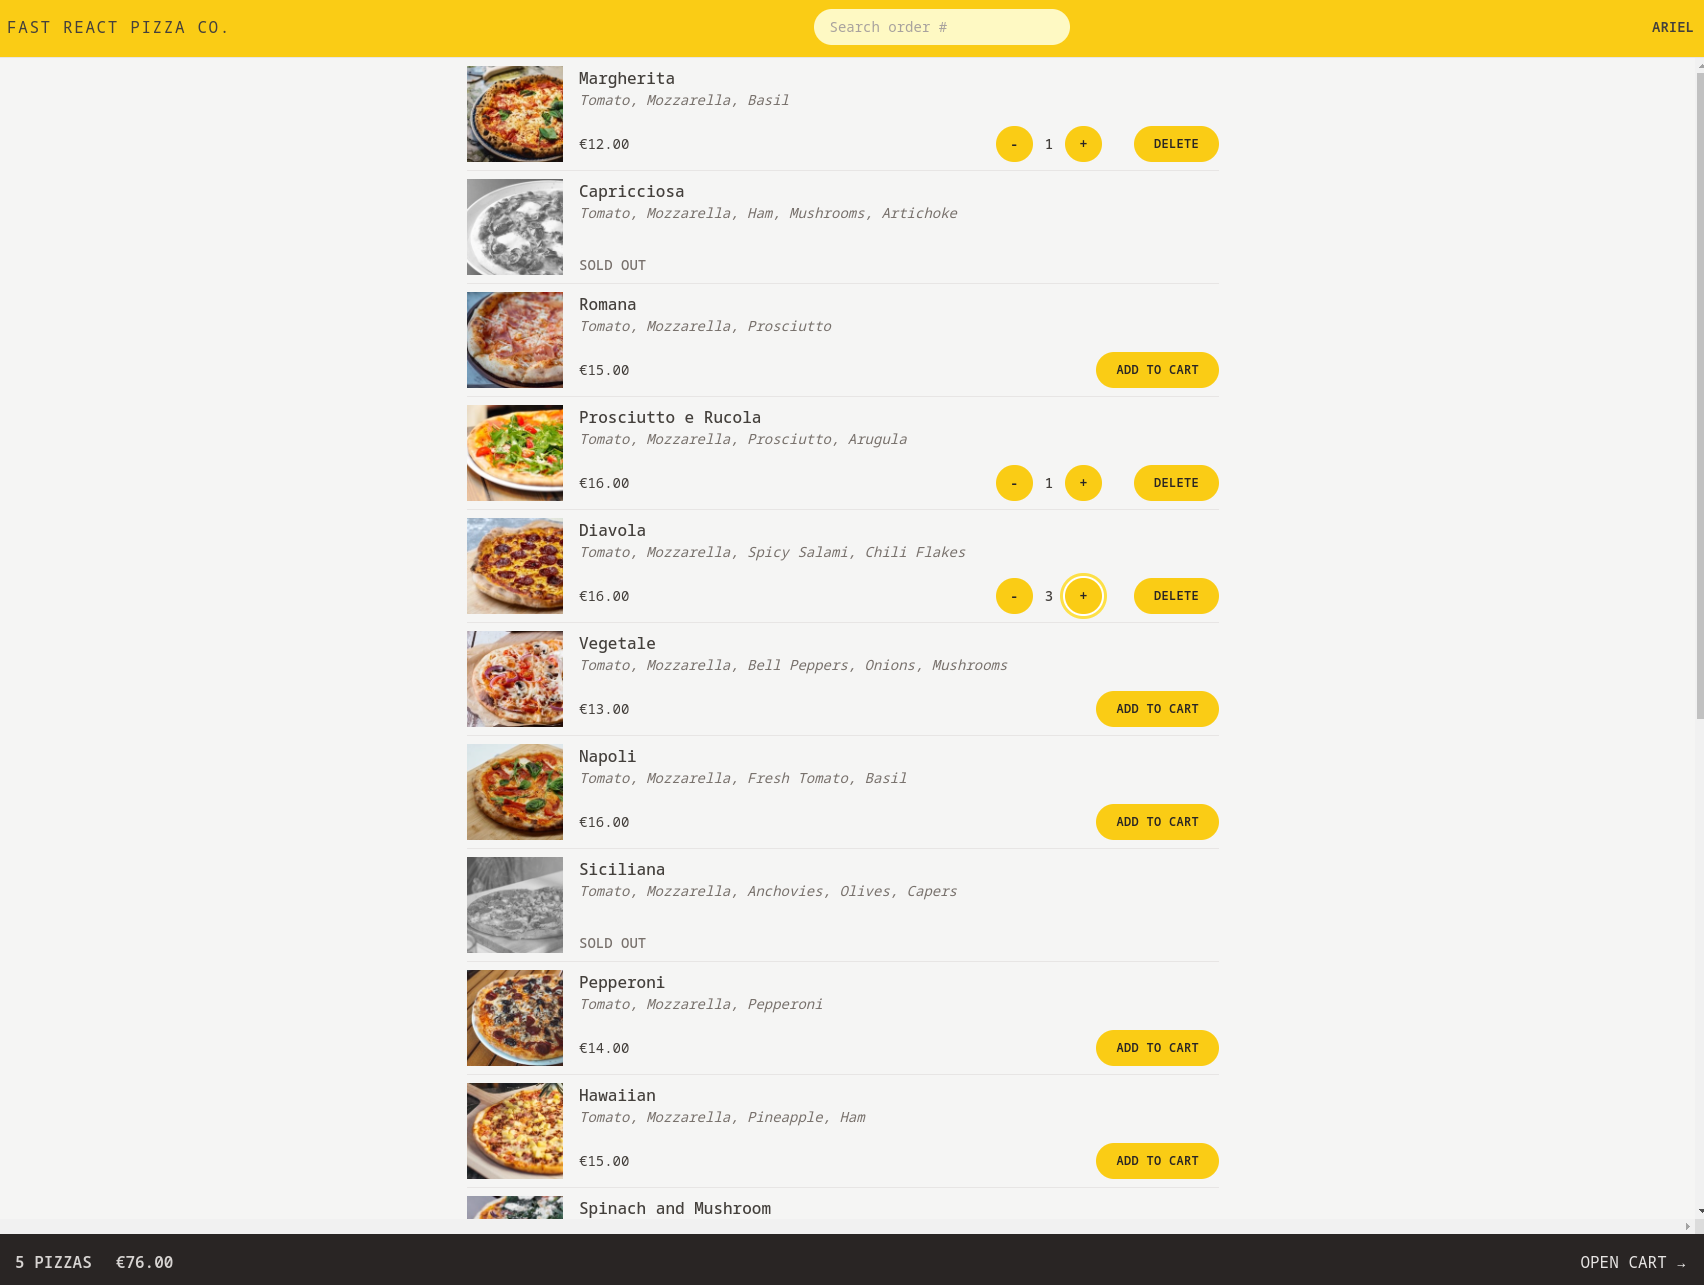 FAST REACT PIZZA CO.
Search order #
ARIEL
Margherita
Tomato, Mozzarella, Basil
€12.00
- 1 + DELETE
Capricciosa
Tomato, Mozzarella, Ham, Mushrooms, Artichoke
SOLD OUT
Romana
Tomato, Mozzarella, Prosciutto
€15.00
ADD TO CART
Prosciutto e Rucola
Tomato, Mozzarella, Prosciutto, Arugula
€16.00
- 1 + DELETE
Diavola
Tomato, Mozzarella, Spicy Salami, Chili Flakes
€16.00
- 3 + DELETE
Vegetale
Tomato, Mozzarella, Bell Peppers, Onions, Mushrooms
€13.00
ADD TO CART
Napoli
Tomato, Mozzarella, Fresh Tomato, Basil
€16.00
ADD TO CART
Siciliana
Tomato, Mozzarella, Anchovies, Olives, Capers
SOLD OUT
Pepperoni
Tomato, Mozzarella, Pepperoni
€14.00
ADD TO CART
Hawaiian
Tomato, Mozzarella, Pineapple, Ham
€15.00
ADD TO CART
Spinach and Mushroom
5 PIZZAS €76.00
OPEN CART →